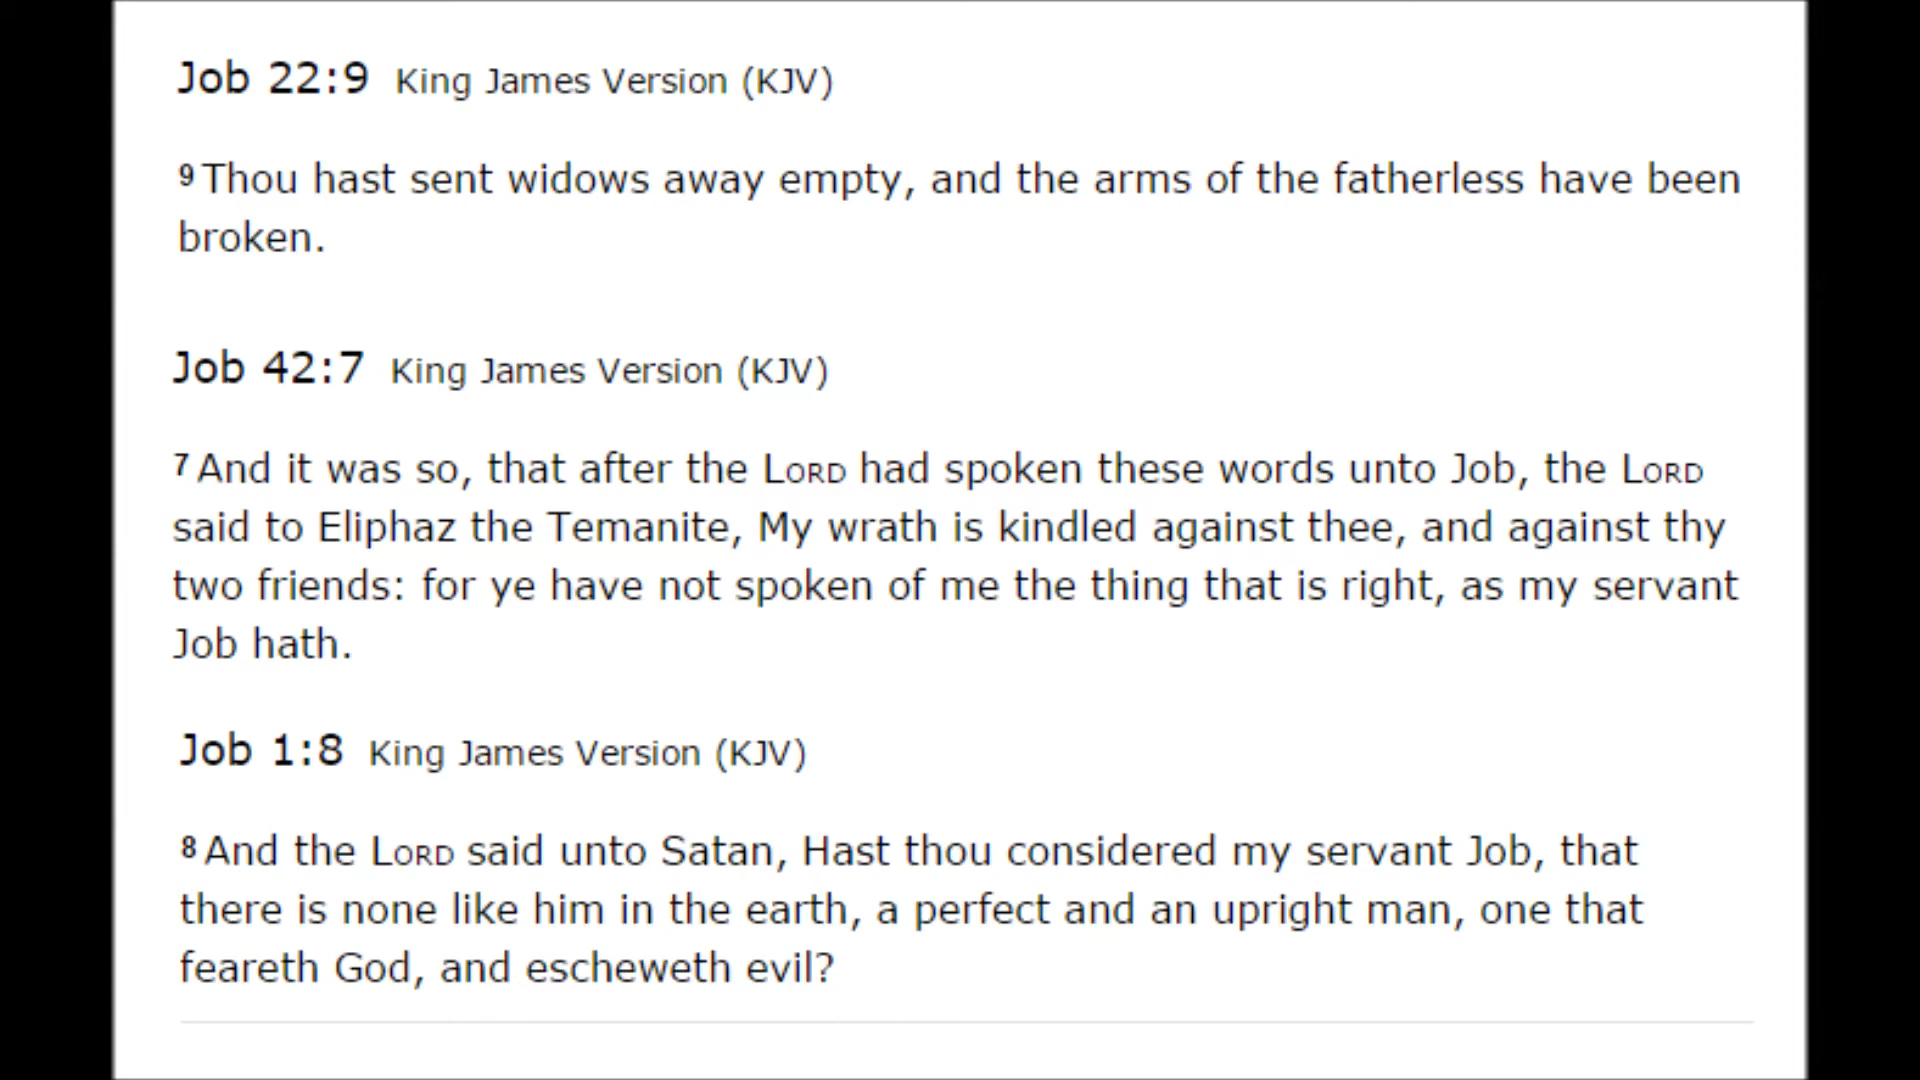 Job 22:9 King James Version (KJV)
9 Thou hast sent widows away empty, and the arms of the fatherless have been
broken.
Job 42:7 King James Version (KJV)
7 And it was so, that after the LORD had spoken these words unto Job, the LORD
said to Eliphaz the Temanite, My wrath is kindled against thee, and against thy
two friends: for ye have not spoken of me the thing that is right, as my servant
Job hath.
Job 1:8 King James Version (KJV)
8 And the LORD said unto Satan, Hast thou considered my servant Job, that
there is none like him in the earth, a perfect and an upright man, one that
feareth God, and escheweth evil?